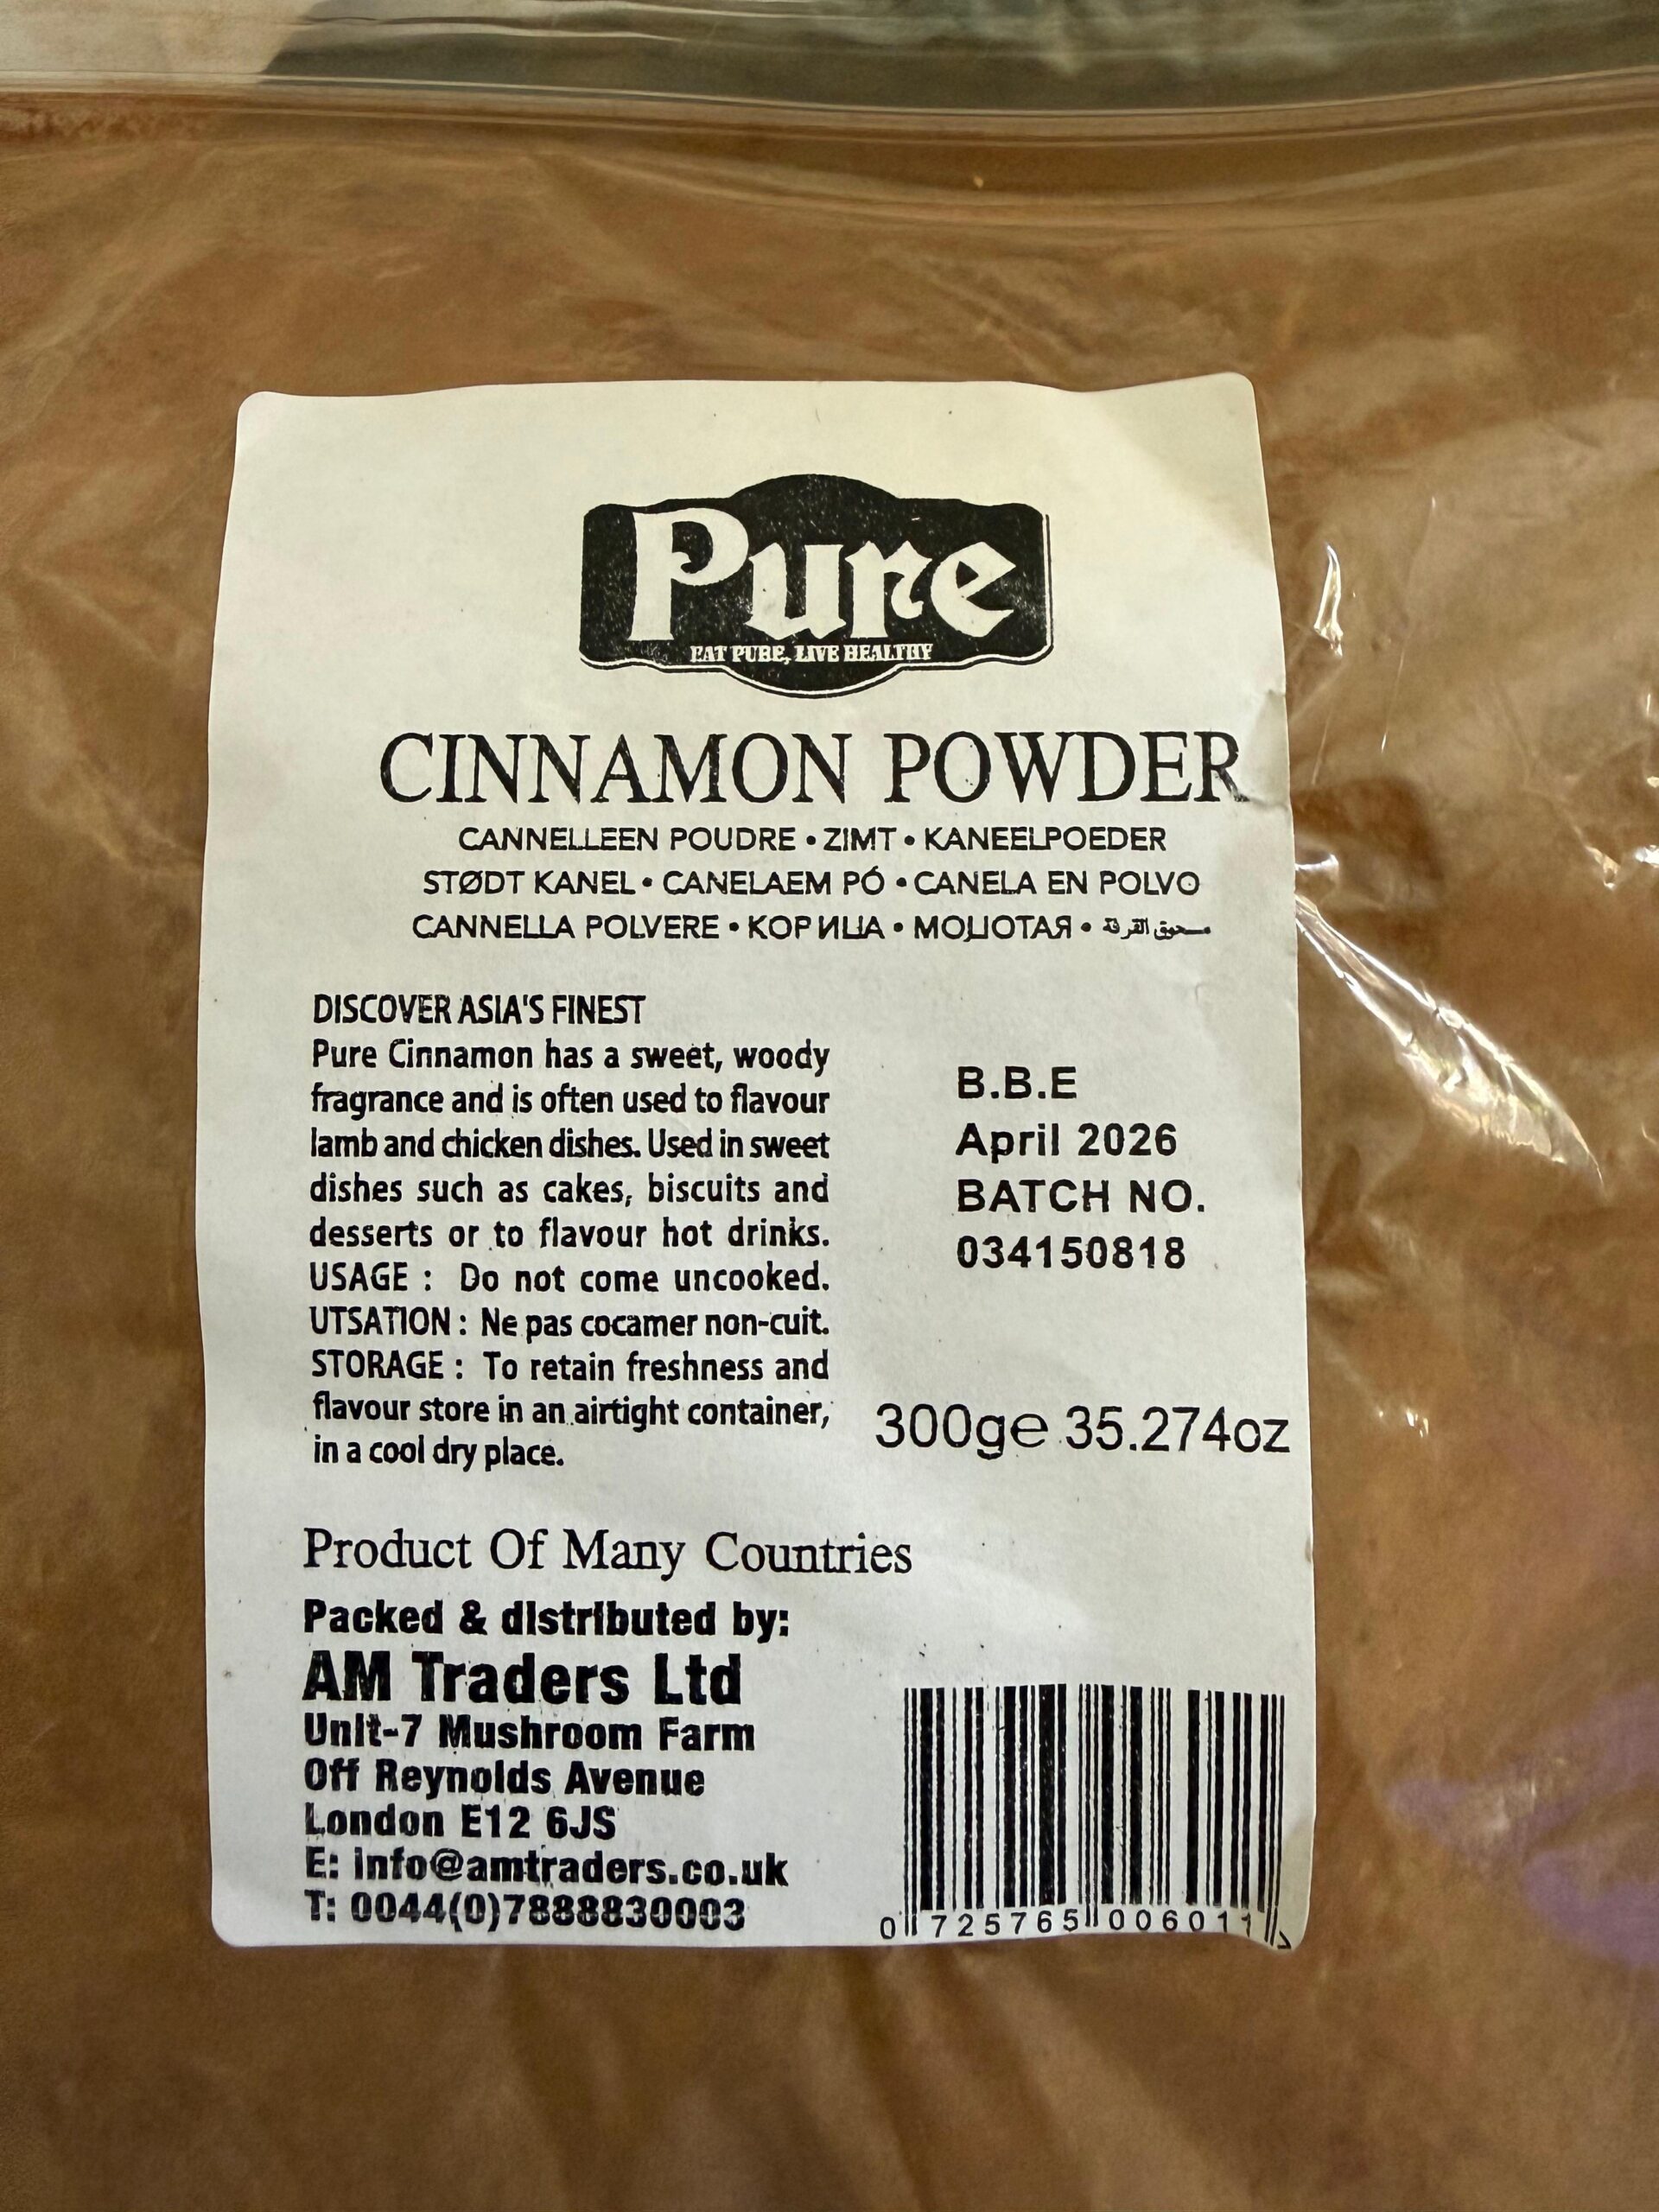 Pure
EAT PURE, LIVE HEALTHY
CINNAMON POWDER
CANNELLEEN POUDRE • ZIMT • KANEELPOEDER
STØDT KANEL • CANELAEM PÓ • CANELA EN POLVO
CANNELLA POLVERE • КОРИЦА • МОЏОТАЯ • مسحوق القرفة
DISCOVER ASIA'S FINEST
Pure Cinnamon has a sweet, woody
fragrance and is often used to flavour
lamb and chicken dishes. Used in sweet
dishes such as cakes, biscuits and
desserts or to flavour hot drinks.
USAGE : Do not come uncooked.
UTSATION : Ne pas cocamer non-cuit.
STORAGE : To retain freshness and
flavour store in an airtight container,
in a cool dry place.
B.B.E
April 2026
BATCH NO.
034150818
300ge 35.274oz
Product Of Many Countries
Packed & distributed by:
AM Traders Ltd
Unit-7 Mushroom Farm
Off Reynolds Avenue
London E12 6JS
E: info@amtraders.co.uk
T: 0044(0)7888830003
0 725765 006011 >